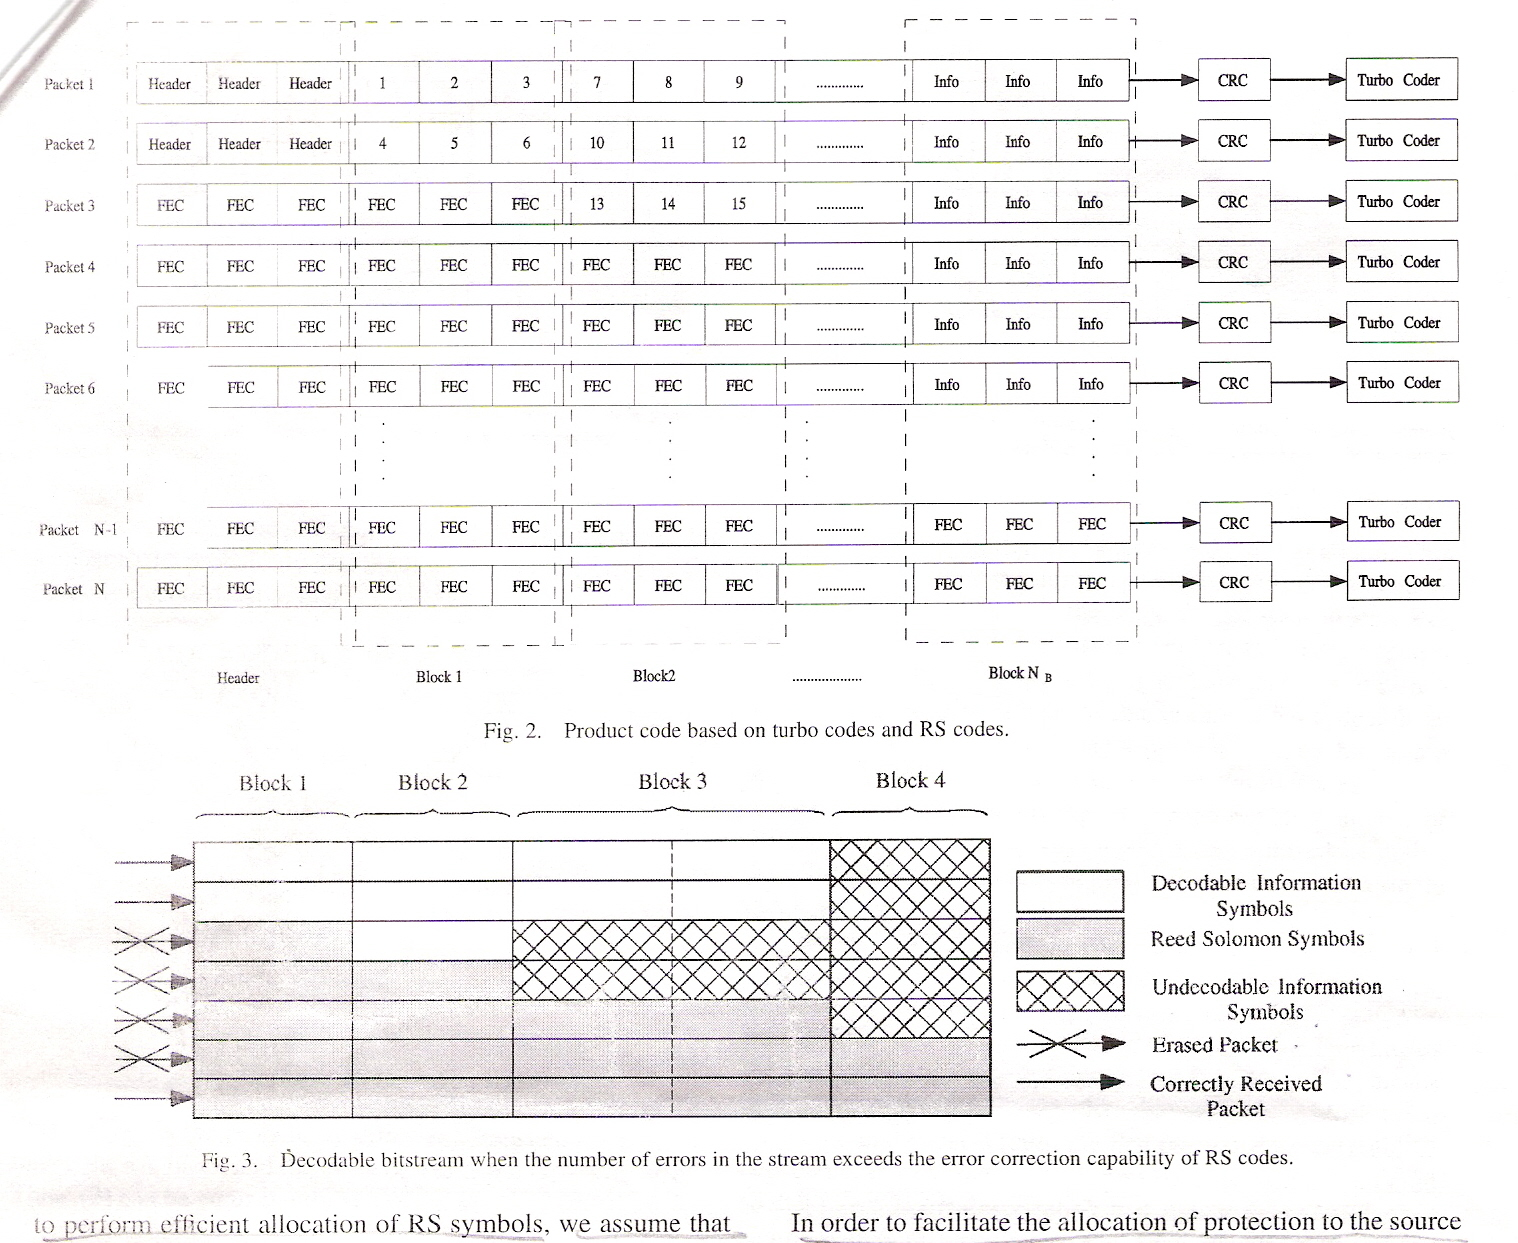 Packet 1 Header Header Header 1 2 3 7 8 9 ............. Info Info Info CRC Turbo Coder
Packet 2 Header Header Header 4 5 6 10 11 12 ............. Info Info Info CRC Turbo Coder
Packet 3 FEC FEC FEC FEC FEC FEC 13 14 15 ............. Info Info Info CRC Turbo Coder
Packet 4 FEC FEC FEC FEC FEC FEC FEC FEC FEC ............. Info Info Info CRC Turbo Coder
Packet 5 FEC FEC FEC FEC FEC FEC FEC FEC FEC ............. Info Info Info CRC Turbo Coder
Packet 6 FEC FEC FEC FEC FEC FEC FEC FEC FEC ............. Info Info Info CRC Turbo Coder
Packet N-1 FEC FEC FEC FEC FEC FEC FEC FEC FEC ............. FEC FEC FEC CRC Turbo Coder
Packet N FEC FEC FEC FEC FEC FEC FEC FEC FEC ............. FEC FEC FEC CRC Turbo Coder
Header Block 1 Block2 .................. Block N B
Fig. 2. Product code based on turbo codes and RS codes.
Block 1 Block 2 Block 3 Block 4
Decodable Information
Symbols
Reed Solomon Symbols
Undecodable Information
Symbols
Erased Packet
Correctly Received
Packet
Fig. 3. Decodable bitstream when the number of errors in the stream exceeds the error correction capability of RS codes.
to perform efficient allocation of RS symbols, we assume that
In order to facilitate the allocation of protection to the source